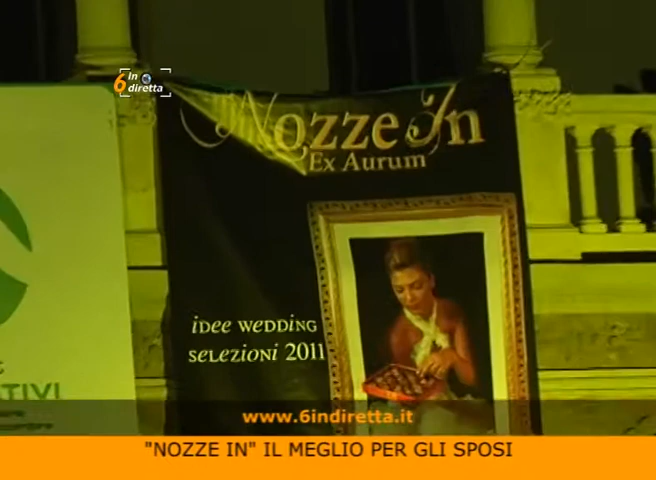 6 in
diretta
Nozze In
Ex Aurum
IDEE WEDDING
SELEZIONI 2011
www.6indiretta.it
"NOZZE IN" IL MEGLIO PER GLI SPOSI